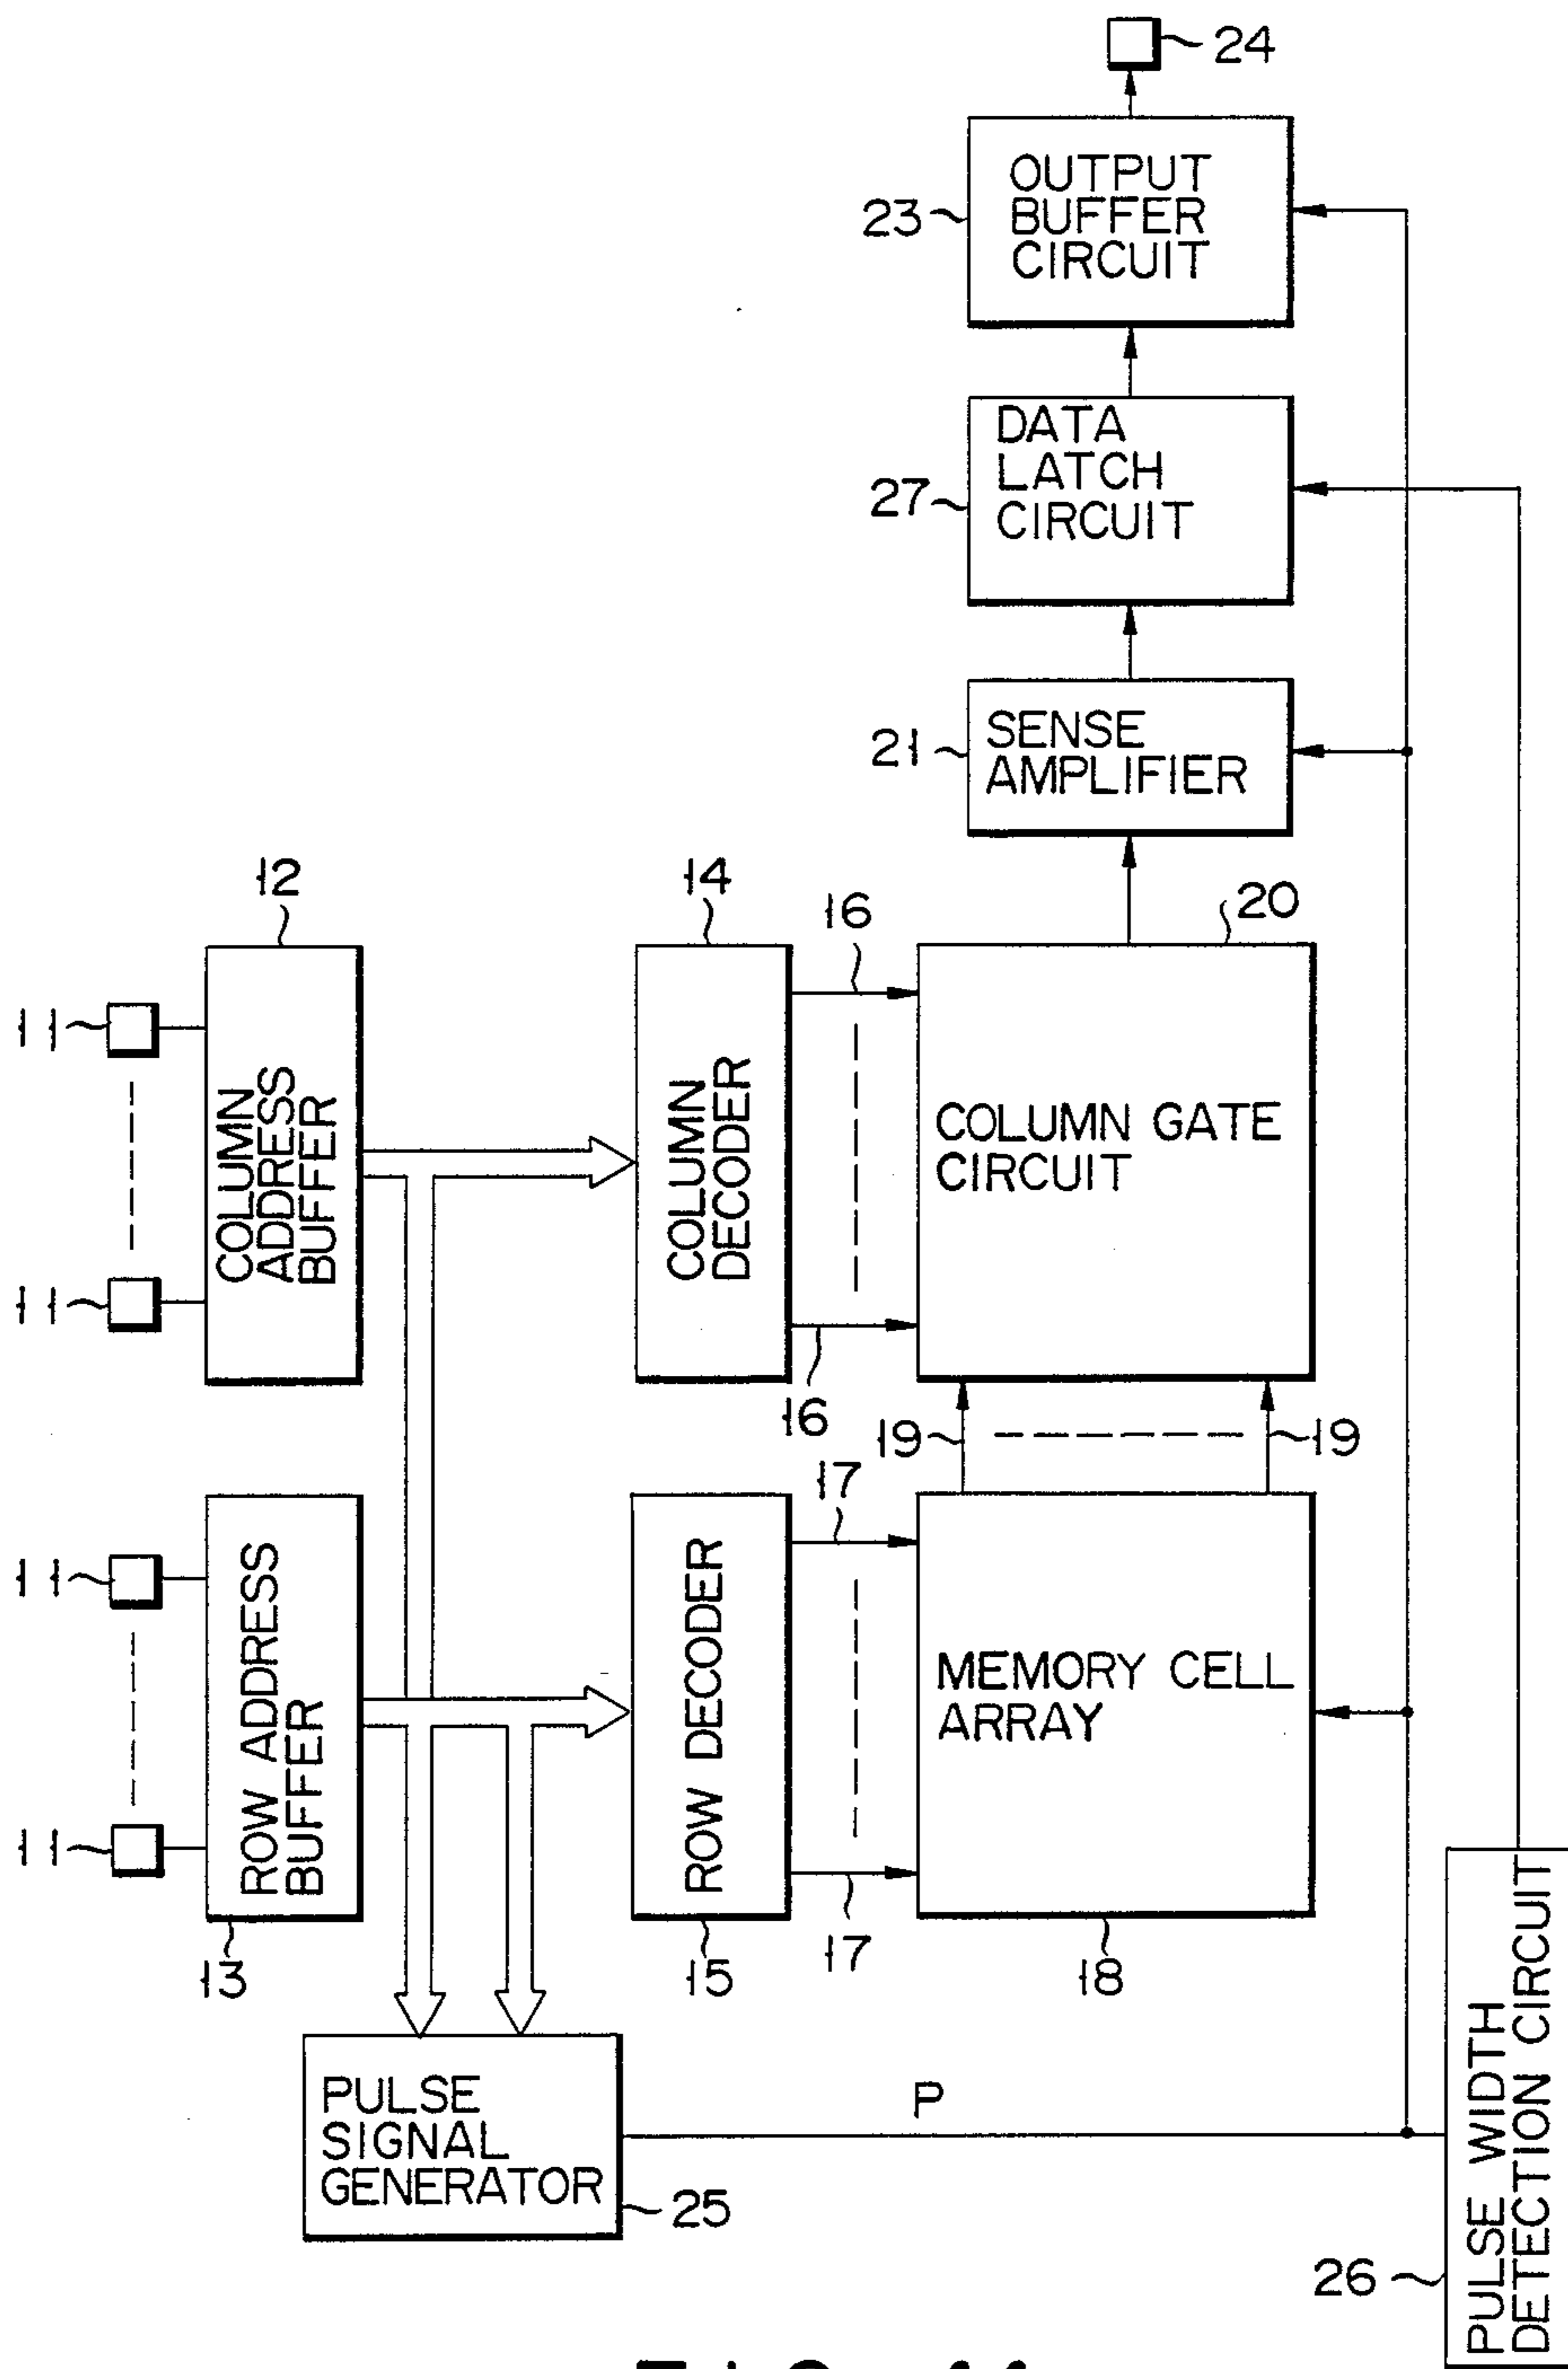 24
OUTPUT
BUFFER
CIRCUIT
23
DATA
LATCH
CIRCUIT
27
SENSE
AMPLIFIER
21
12
14
16
20
11
COLUMN
ADDRESS
BUFFER
COLUMN
DECODER
COLUMN GATE
CIRCUIT
11
16
19
19
17
11
ROW ADDRESS
BUFFER
ROW DECODER
MEMORY CELL
ARRAY
11
13
15
17
18
PULSE
SIGNAL
GENERATOR
25
P
PULSE WIDTH
DETECTION CIRCUIT
26